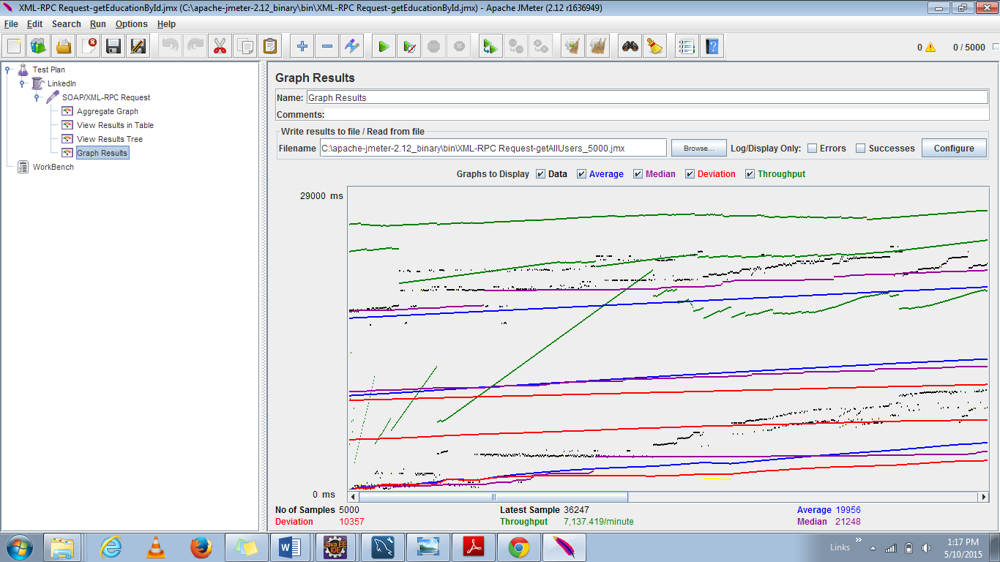 XML-RPC Request-getEducationById.jmx (C:\apache-jmeter-2.12_binary\bin\XML-RPC Request-getEducationById.jmx) - Apache JMeter (2.12 r1636949)
File Edit Search Run Options Help
0 0 / 5000
Test Plan
LinkedIn
SOAP/XML-RPC Request
Aggregate Graph
View Results in Table
View Results Tree
Graph Results
WorkBench
Graph Results
Name: Graph Results
Comments:
Write results to file / Read from file
Filename C:\apache-jmeter-2.12_binary\bin\XML-RPC Request-getAllUsers_5000.jmx Browse... Log/Display Only: Errors Successes Configure
Graphs to Display Data Average Median Deviation Throughput
29000 ms
0 ms
No of Samples 5000 Latest Sample 36247 Average 19956
Deviation 10357 Throughput 7,137.419/minute Median 21248
Java EE IDE
Links
1:17 PM
5/10/2015